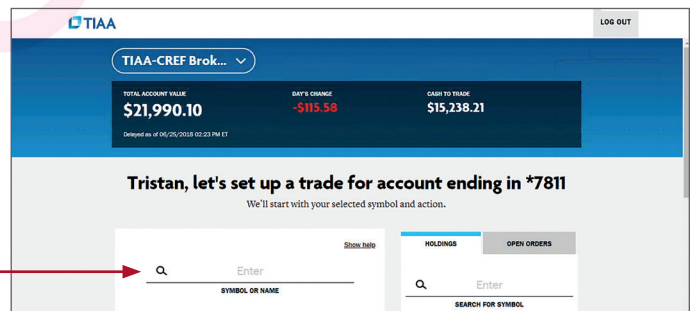 TIAA
LOG OUT
TIAA-CREF Brok...
TOTAL ACCOUNT VALUE
$21,990.10
DAY'S CHANGE
-$115.58
CASH TO TRADE
$15,238.21
Delayed as of 06/25/2018 02:23 PM ET
Tristan, let's set up a trade for account ending in *7811
We'll start with your selected symbol and action.
Show help
Enter
SYMBOL OR NAME
HOLDINGS
OPEN ORDERS
Enter
SEARCH FOR SYMBOL